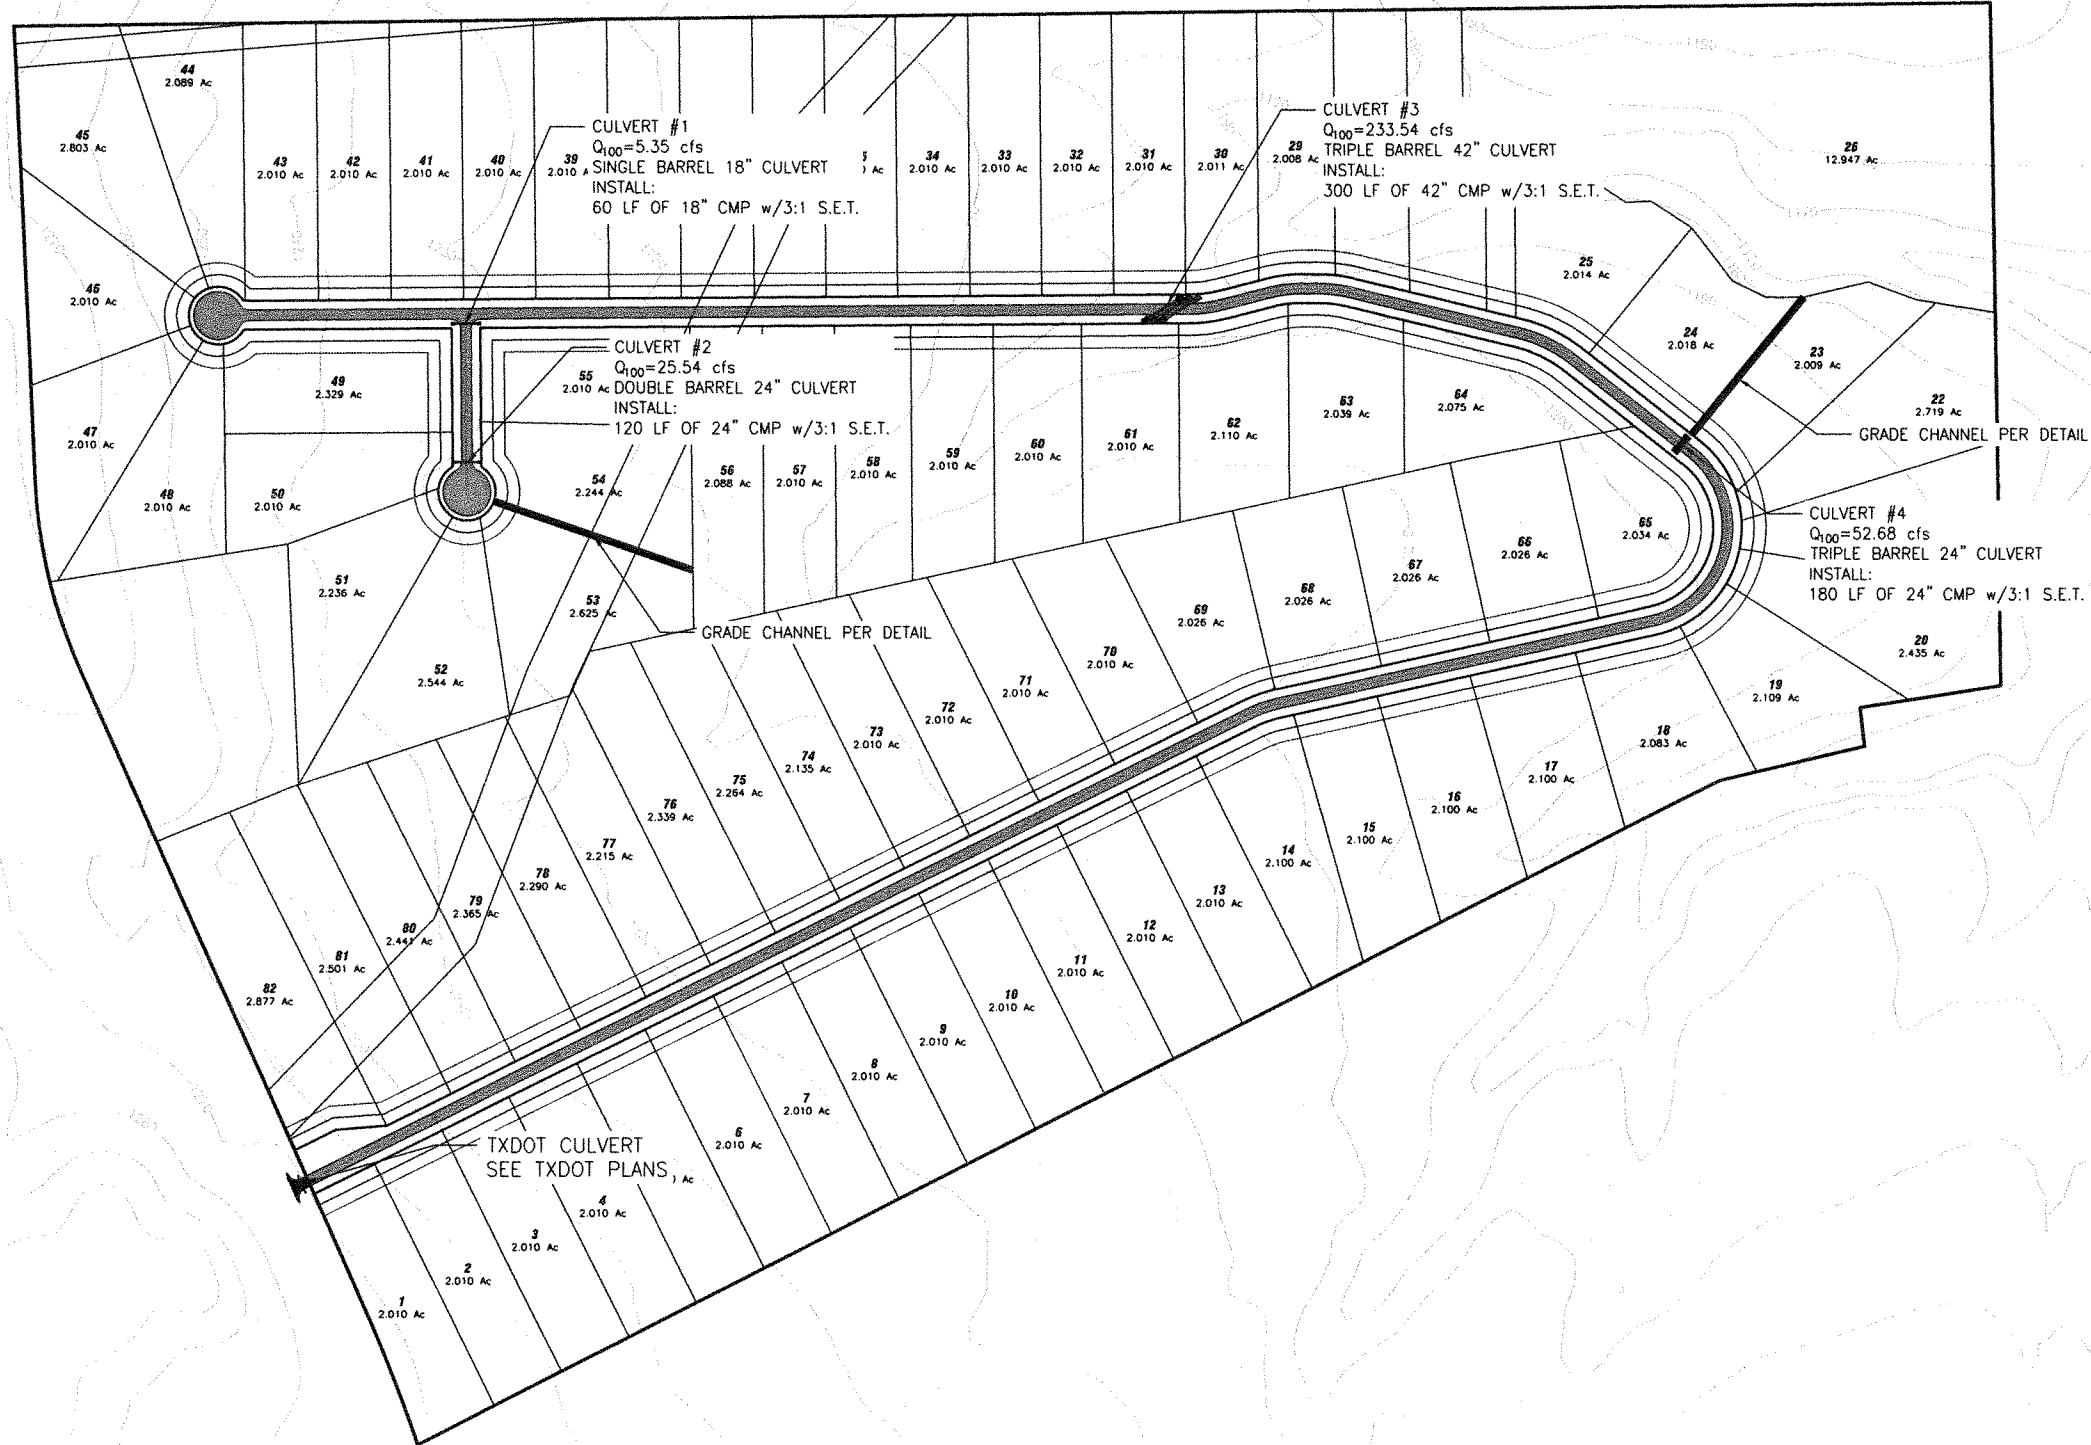 44
2.089 Ac
45
2.803 Ac
43
2.010 Ac
42
2.010 Ac
41
2.010 Ac
40
2.010 Ac
39
2.010 A
CULVERT #1
Q100=5.35 cfs
SINGLE BARREL 18" CULVERT
INSTALL:
60 LF OF 18" CMP w/3:1 S.E.T.
Ac
34
2.010 Ac
33
2.010 Ac
32
2.010 Ac
31
2.010 Ac
30
2.011 Ac
29
2.008 Ac
CULVERT #3
Q100=233.54 cfs
TRIPLE BARREL 42" CULVERT
INSTALL:
300 LF OF 42" CMP w/3:1 S.E.T.
26
12.947 Ac
25
2.014 Ac
24
2.018 Ac
23
2.009 Ac
22
2.719 Ac
GRADE CHANNEL PER DETAIL
46
2.010 Ac
47
2.010 Ac
48
2.010 Ac
49
2.329 Ac
50
2.010 Ac
55
2.010 Ac
CULVERT #2
Q100=25.54 cfs
DOUBLE BARREL 24" CULVERT
INSTALL:
120 LF OF 24" CMP w/3:1 S.E.T.
54
2.244 Ac
56
2.088 Ac
57
2.010 Ac
58
2.010 Ac
59
2.010 Ac
60
2.010 Ac
61
2.010 Ac
62
2.110 Ac
63
2.039 Ac
64
2.075 Ac
65
2.034 Ac
66
2.026 Ac
67
2.026 Ac
68
2.026 Ac
69
2.026 Ac
70
2.010 Ac
71
2.010 Ac
72
2.010 Ac
73
2.010 Ac
74
2.135 Ac
75
2.264 Ac
76
2.339 Ac
77
2.215 Ac
78
2.290 Ac
79
2.365 Ac
80
2.441 Ac
81
2.501 Ac
82
2.877 Ac
51
2.236 Ac
52
2.544 Ac
53
2.625 Ac
GRADE CHANNEL PER DETAIL
CULVERT #4
Q100=52.68 cfs
TRIPLE BARREL 24" CULVERT
INSTALL:
180 LF OF 24" CMP w/3:1 S.E.T.
20
2.435 Ac
19
2.109 Ac
18
2.083 Ac
17
2.100 Ac
16
2.100 Ac
15
2.100 Ac
14
2.100 Ac
13
2.010 Ac
12
2.010 Ac
11
2.010 Ac
10
2.010 Ac
9
2.010 Ac
8
2.010 Ac
7
2.010 Ac
6
2.010 Ac
TXDOT CULVERT
SEE TXDOT PLANS
Ac
4
2.010 Ac
3
2.010 Ac
2
2.010 Ac
1
2.010 Ac